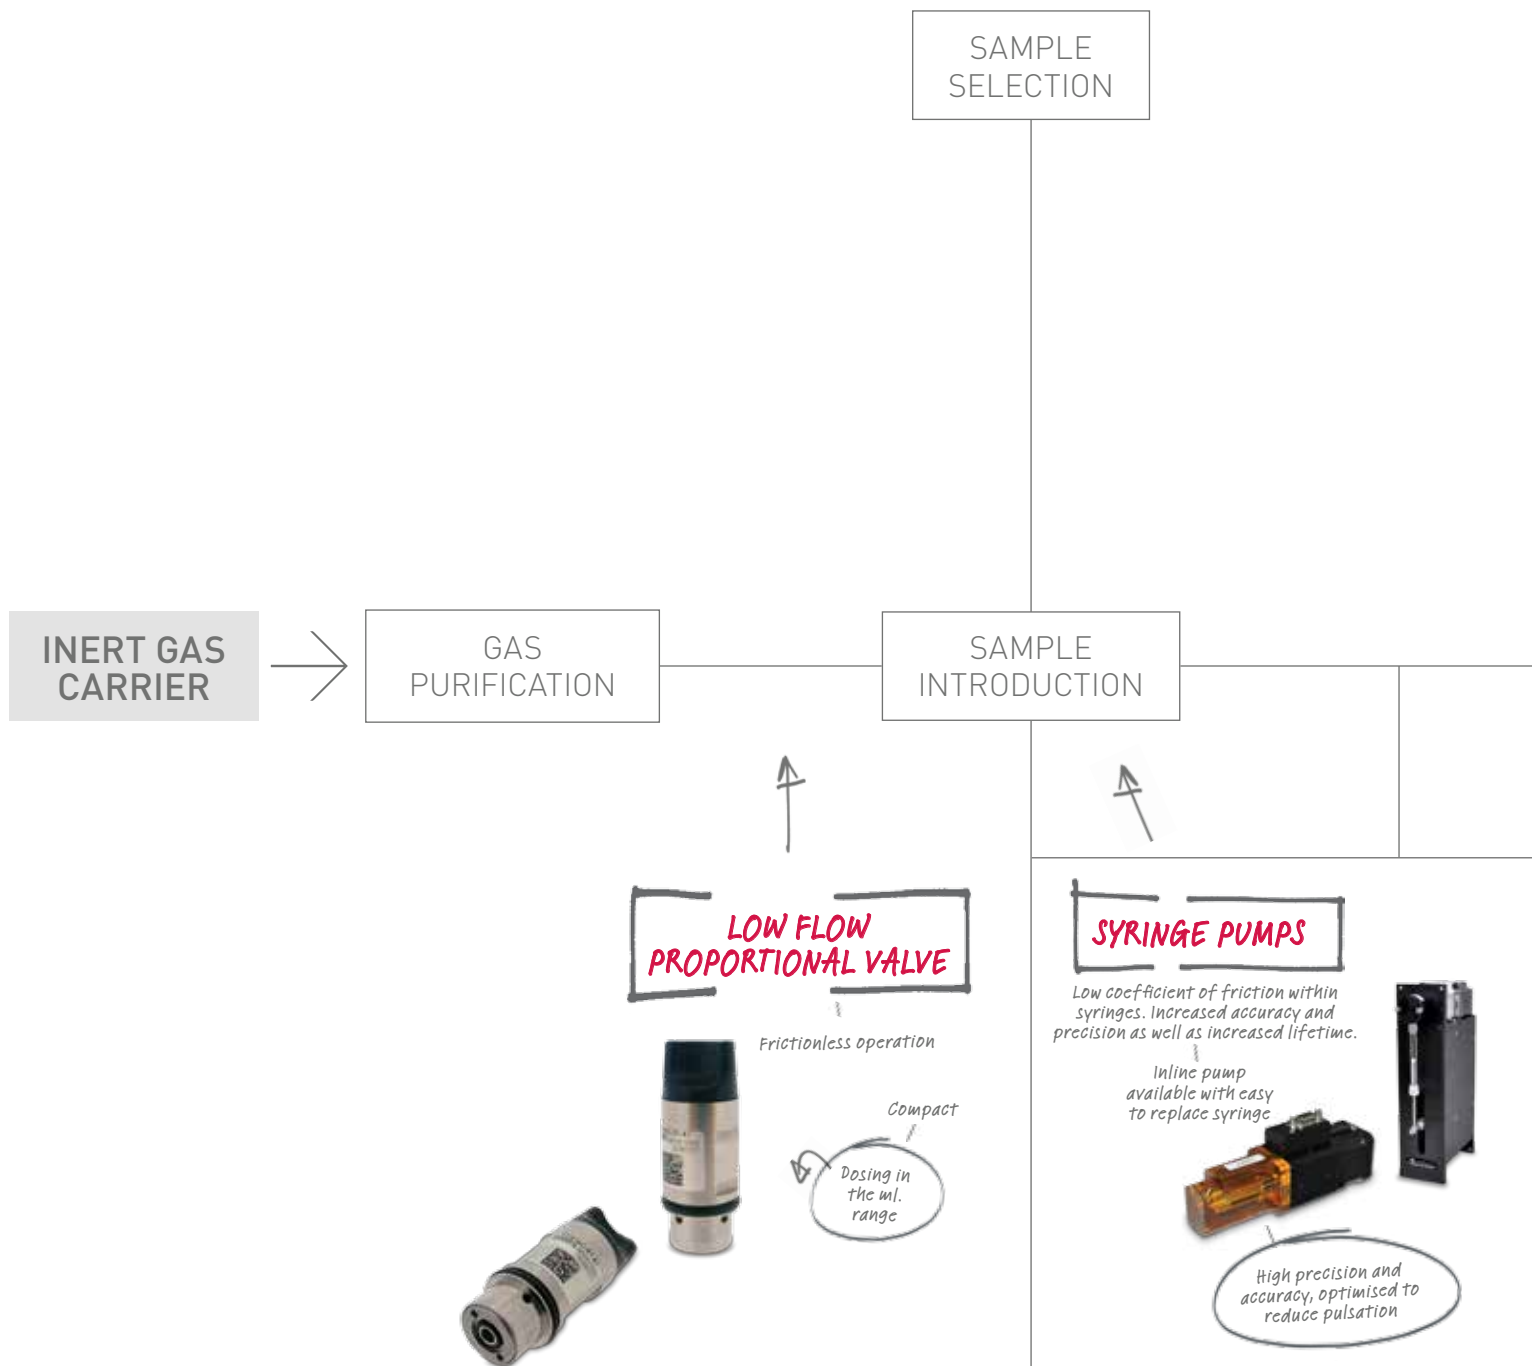 SAMPLE
SELECTION
INERT GAS
CARRIER
GAS
PURIFICATION
SAMPLE
INTRODUCTION
LOW FLOW
PROPORTIONAL VALVE
Frictionless operation
Compact
Dosing in
the ml.
range
SYRINGE PUMPS
Low coefficient of friction within
syringes. Increased accuracy and
precision as well as increased lifetime.
Inline pump
available with easy
to replace syringe
High precision and
accuracy, optimised to
reduce pulsation